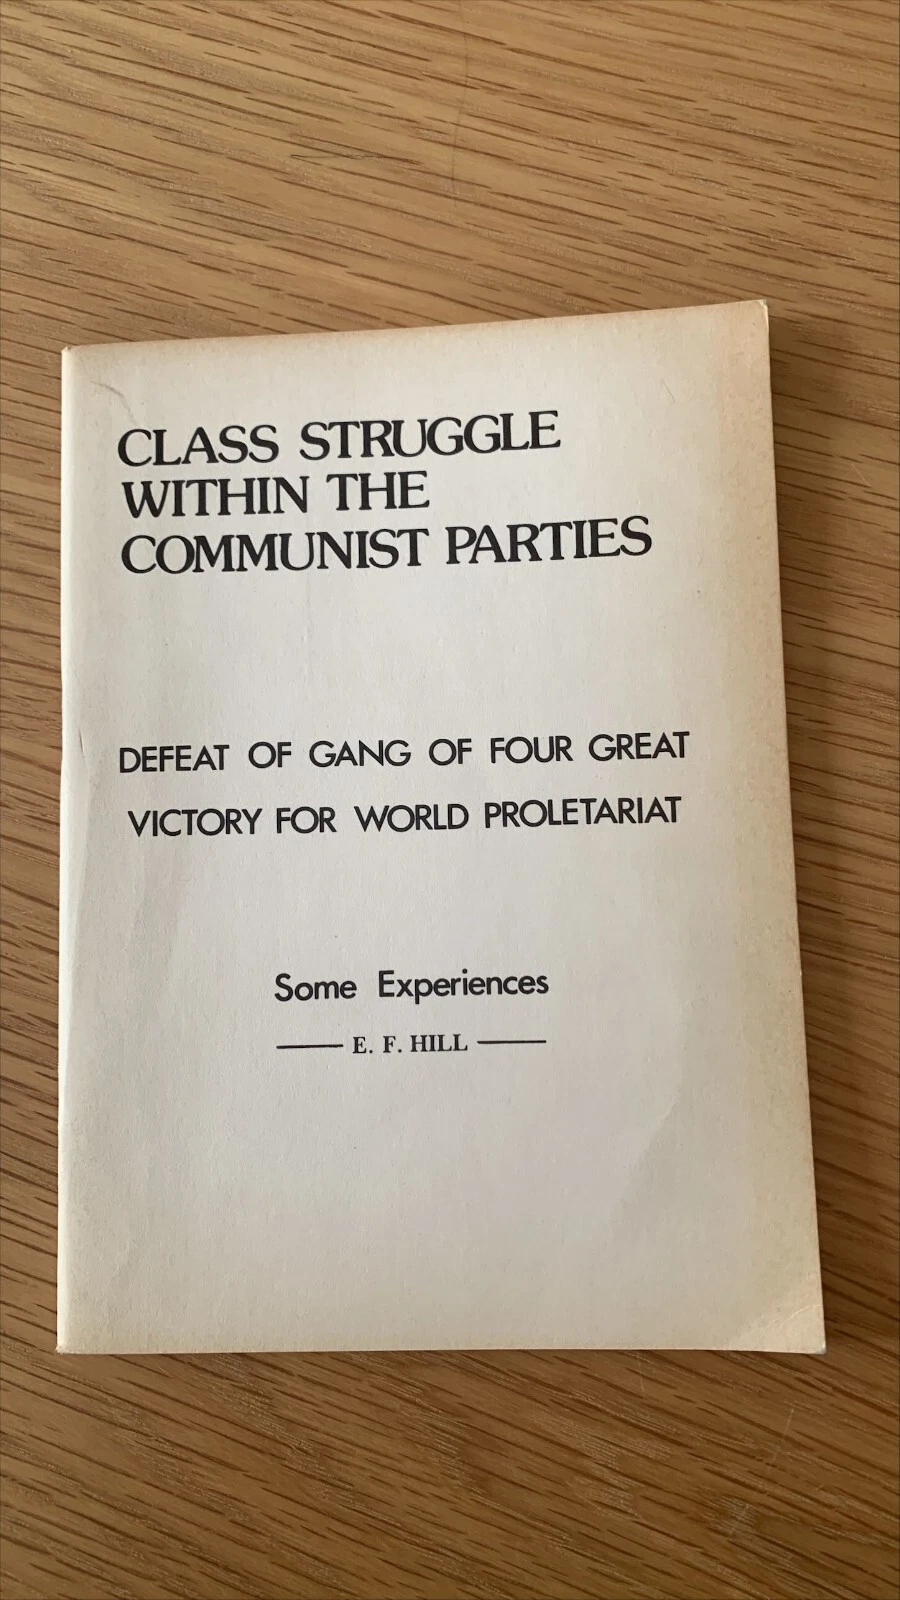 CLASS STRUGGLE
WITHIN THE
COMMUNIST PARTIES
DEFEAT OF GANG OF FOUR GREAT
VICTORY FOR WORLD PROLETARIAT
Some Experiences
E. F. HILL